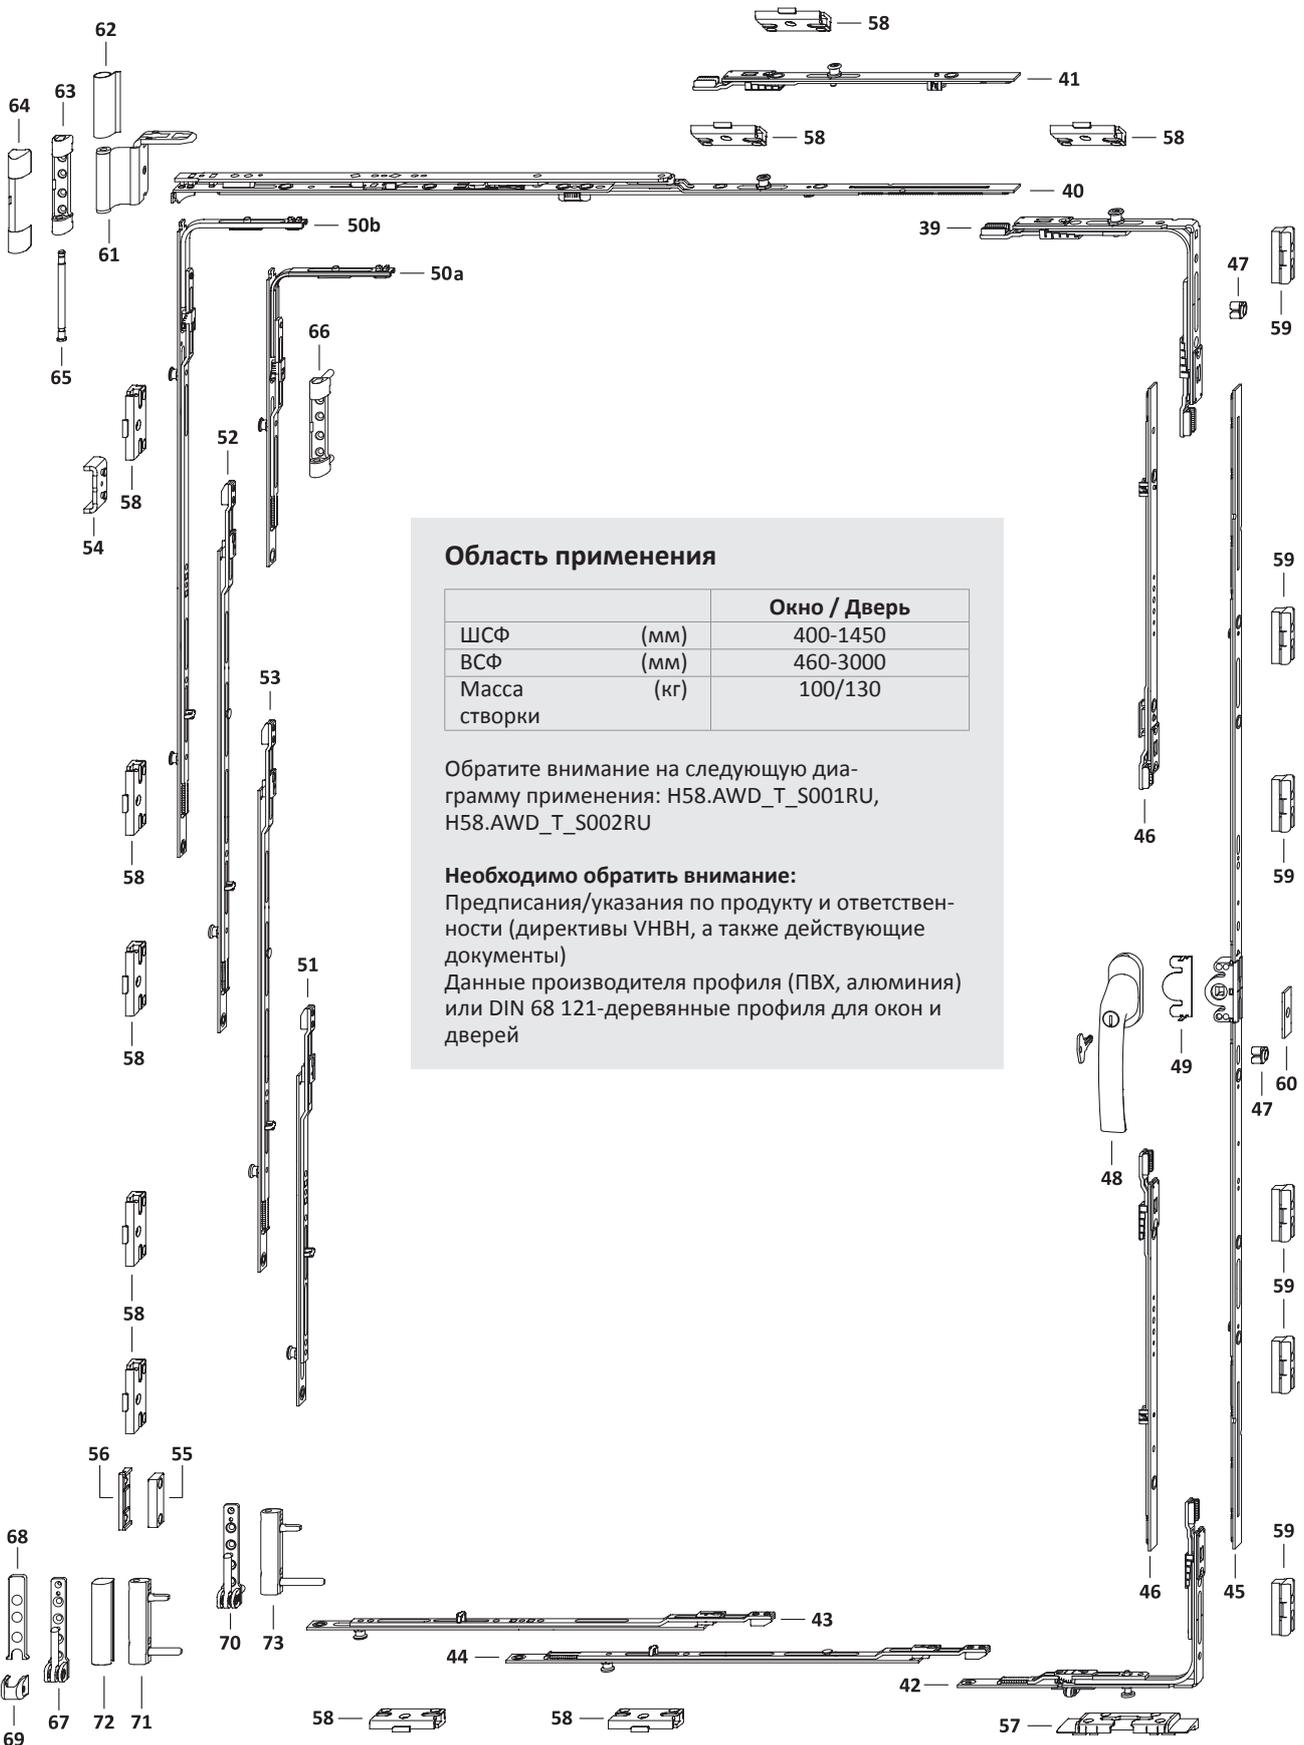 62
58
63
41
64
58
58
40
61
50b
39
50a
47
59
66
65
52
58
54
59
53
46
59
58
51
58
49
60
47
48
58
59
56
55
68
59
46
45
43
70
73
44
42
58
58
57
69
67
72
71
Область применения
Окно / Дверь
ШСФ (мм) 400-1450
ВСФ (мм) 460-3000
Масса (кг) 100/130
створки
Обратите внимание на следующую диа-
грамму применения: H58.AWD_T_S001RU,
H58.AWD_T_S002RU
Необходимо обратить внимание:
Предписания/указания по продукту и ответствен-
ности (директивы VHBH, а также действующие
документы)
Данные производителя профиля (ПВХ, алюминия)
или DIN 68 121-деревянные профиля для окон и
дверей